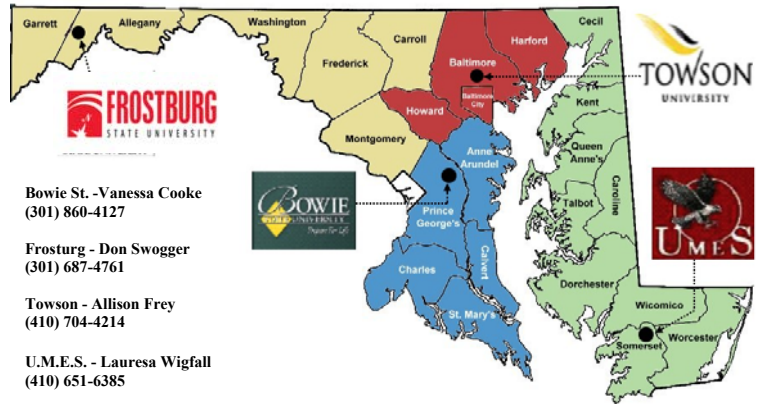 Garrett
Allegany
Washington
Frederick
Carroll
Baltimore
Harford
Cecil
Howard
Baltimore
City
Montgomery
Kent
Queen
Anne's
Anne
Arundel
Talbot
Caroline
Prince
George's
Calvert
Charles
St. Mary's
Dorchester
Wicomico
Somerset
Worcester
FROSTBURG
STATE UNIVERSITY
TOWSON
UNIVERSITY
BOWIE
STATE UNIVERSITY
Prepare For Life
UMES
Bowie St. -Vanessa Cooke
(301) 860-4127
Frosturg - Don Swogger
(301) 687-4761
Towson - Allison Frey
(410) 704-4214
U.M.E.S. - Lauresa Wigfall
(410) 651-6385